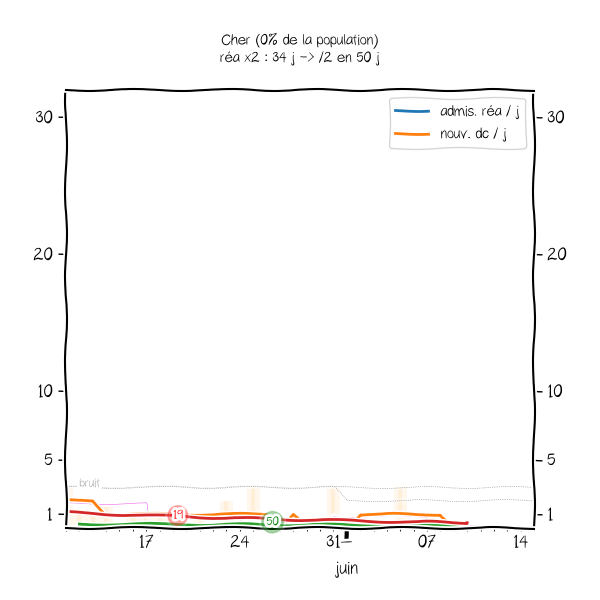 Cher (0% de la population)
réa x2 : 34 j -> /2 en 50 j
admis. réa / j
nouv. dc / j
30
30
20
20
10
10
5
5
bruit
1
1
19
50
17
24
31
07
14
juin